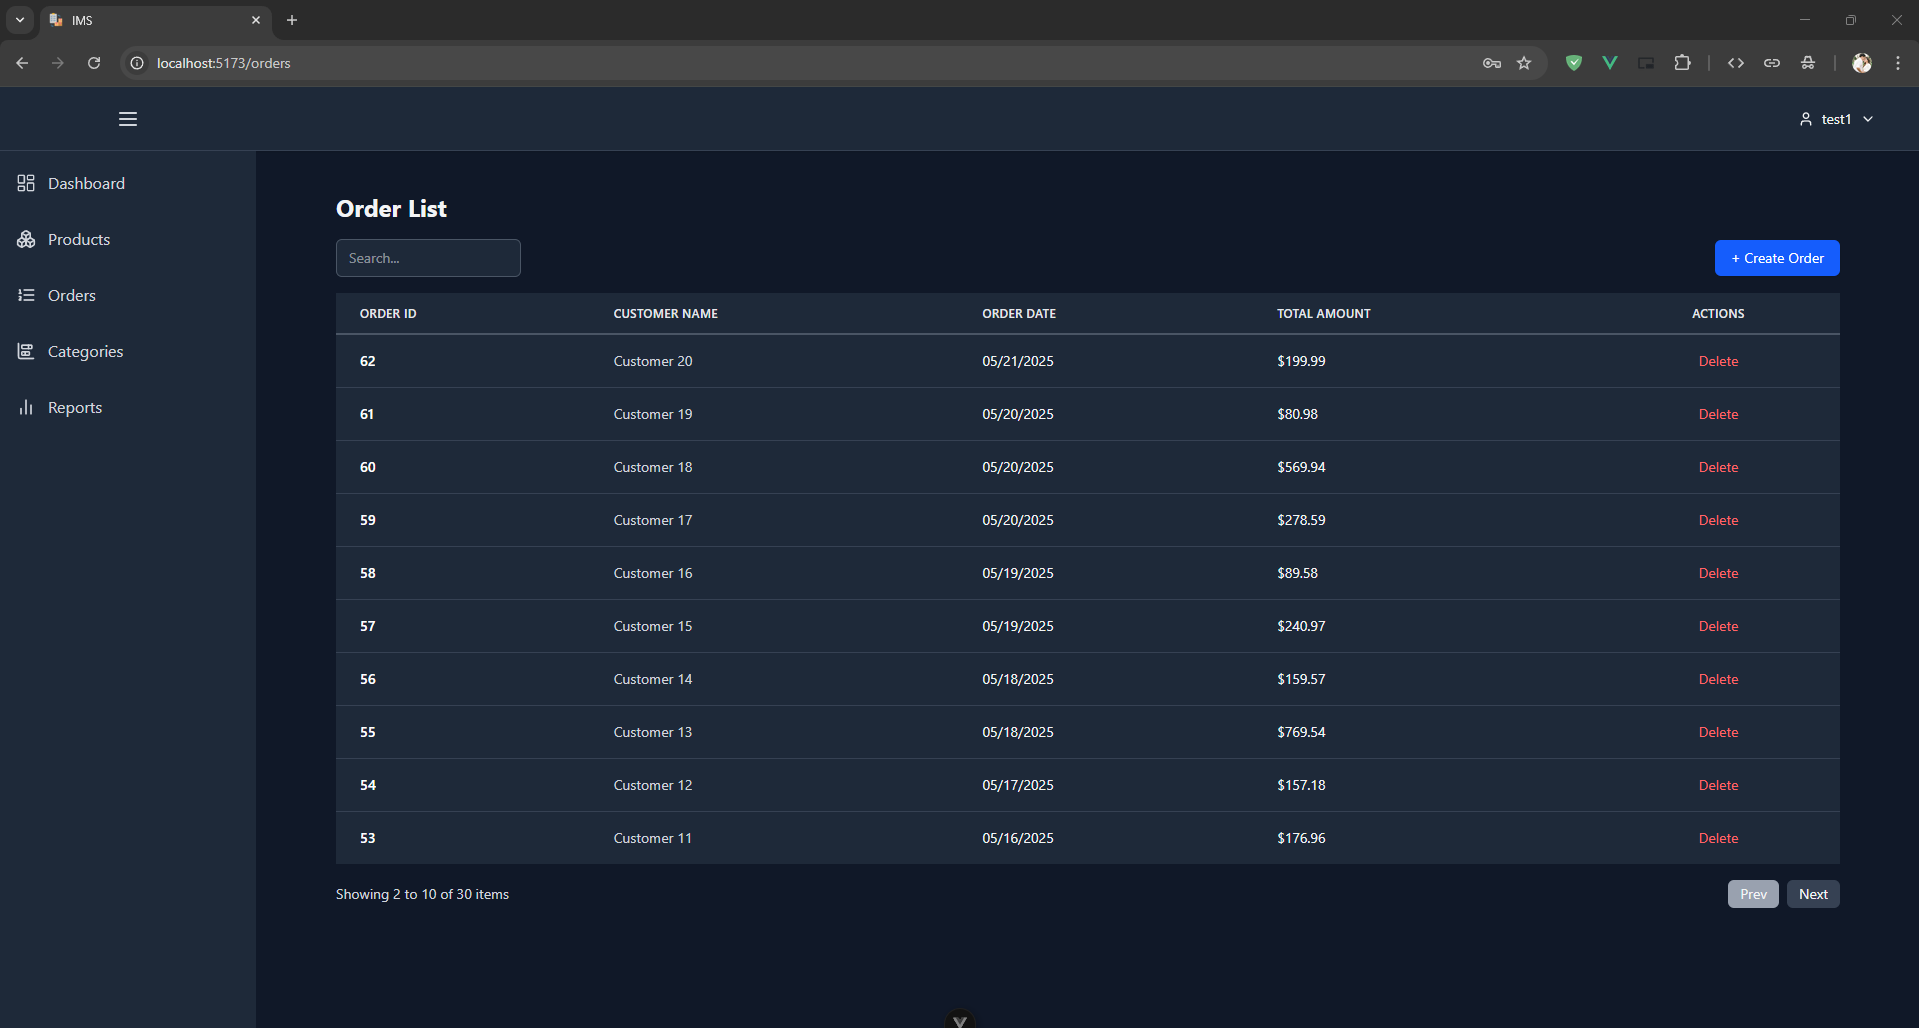 IMS
localhost:5173/orders
test1
Dashboard
Products
Orders
Categories
Reports
Order List
Search...
+ Create Order
ORDER ID CUSTOMER NAME ORDER DATE TOTAL AMOUNT ACTIONS
62 Customer 20 05/21/2025 $199.99 Delete
61 Customer 19 05/20/2025 $80.98 Delete
60 Customer 18 05/20/2025 $569.94 Delete
59 Customer 17 05/20/2025 $278.59 Delete
58 Customer 16 05/19/2025 $89.58 Delete
57 Customer 15 05/19/2025 $240.97 Delete
56 Customer 14 05/18/2025 $159.57 Delete
55 Customer 13 05/18/2025 $769.54 Delete
54 Customer 12 05/17/2025 $157.18 Delete
53 Customer 11 05/16/2025 $176.96 Delete
Showing 2 to 10 of 30 items
Prev Next